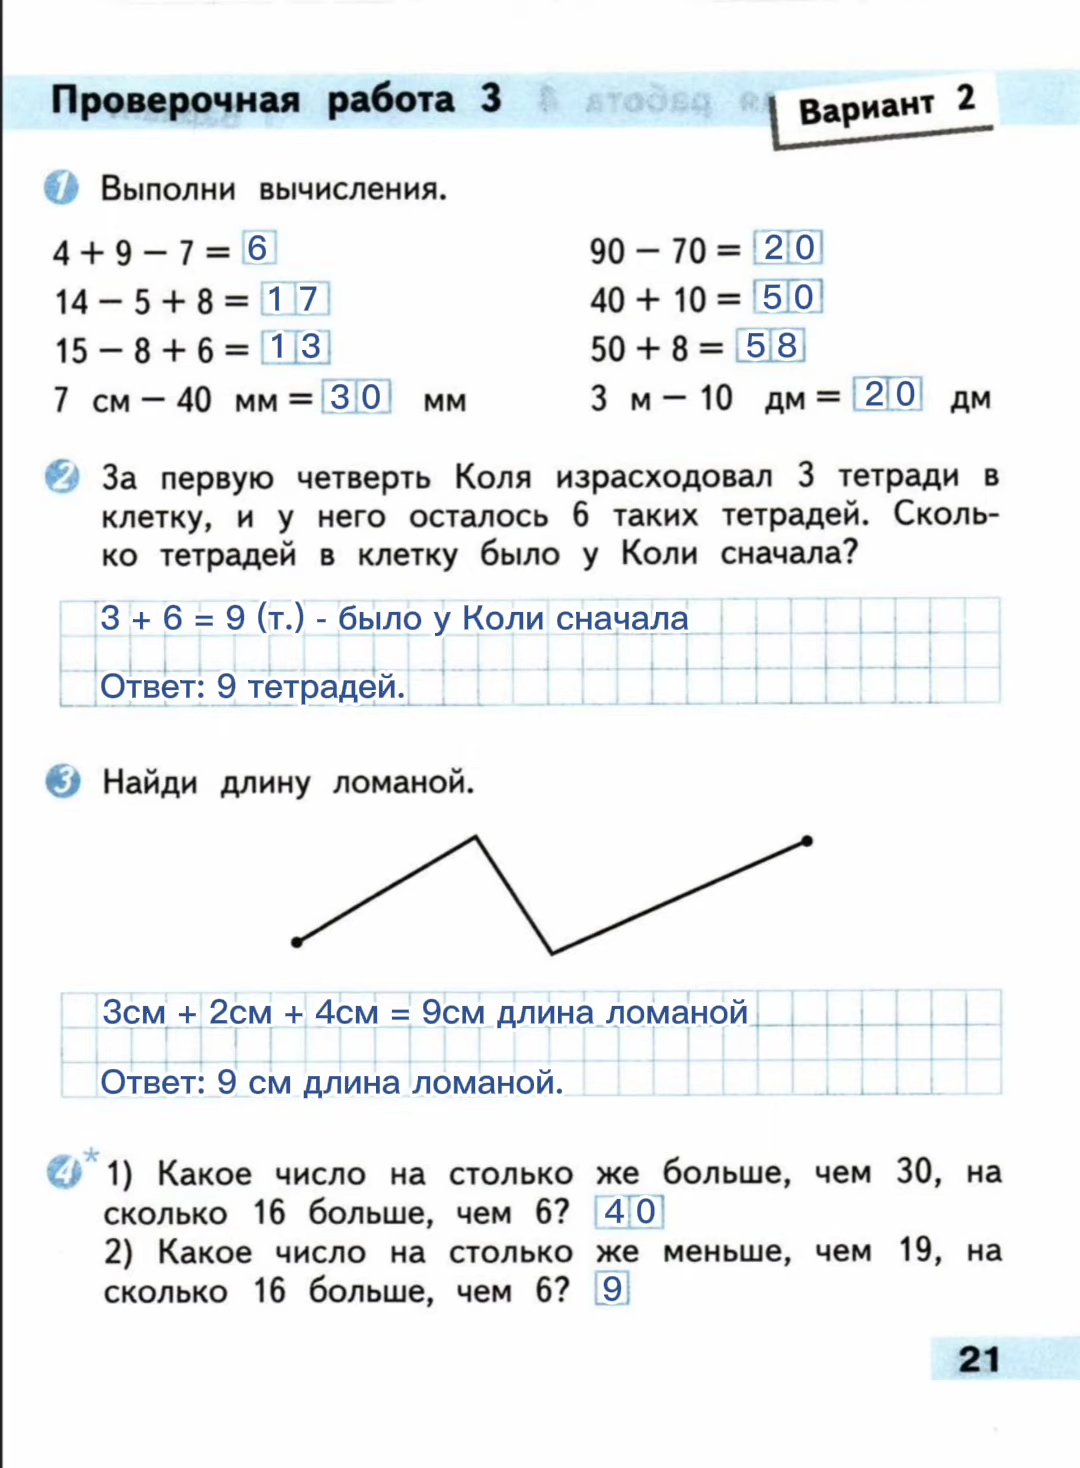 Проверочная работа 3
Вариант 2
1 Выполни вычисления.
4 + 9 − 7 = 6
14 − 5 + 8 = 17
15 − 8 + 6 = 13
7 см − 40 мм = 30 мм
90 − 70 = 20
40 + 10 = 50
50 + 8 = 58
3 м − 10 дм = 20 дм
2 За первую четверть Коля израсходовал 3 тетради в
клетку, и у него осталось 6 таких тетрадей. Сколь-
ко тетрадей в клетку было у Коли сначала?
3 + 6 = 9 (т.) - было у Коли сначала
Ответ: 9 тетрадей.
3 Найди длину ломаной.
3см + 2см + 4см = 9см длина ломаной
Ответ: 9 см длина ломаной.
4* 1) Какое число на столько же больше, чем 30, на
сколько 16 больше, чем 6? 40
2) Какое число на столько же меньше, чем 19, на
сколько 16 больше, чем 6? 9
21